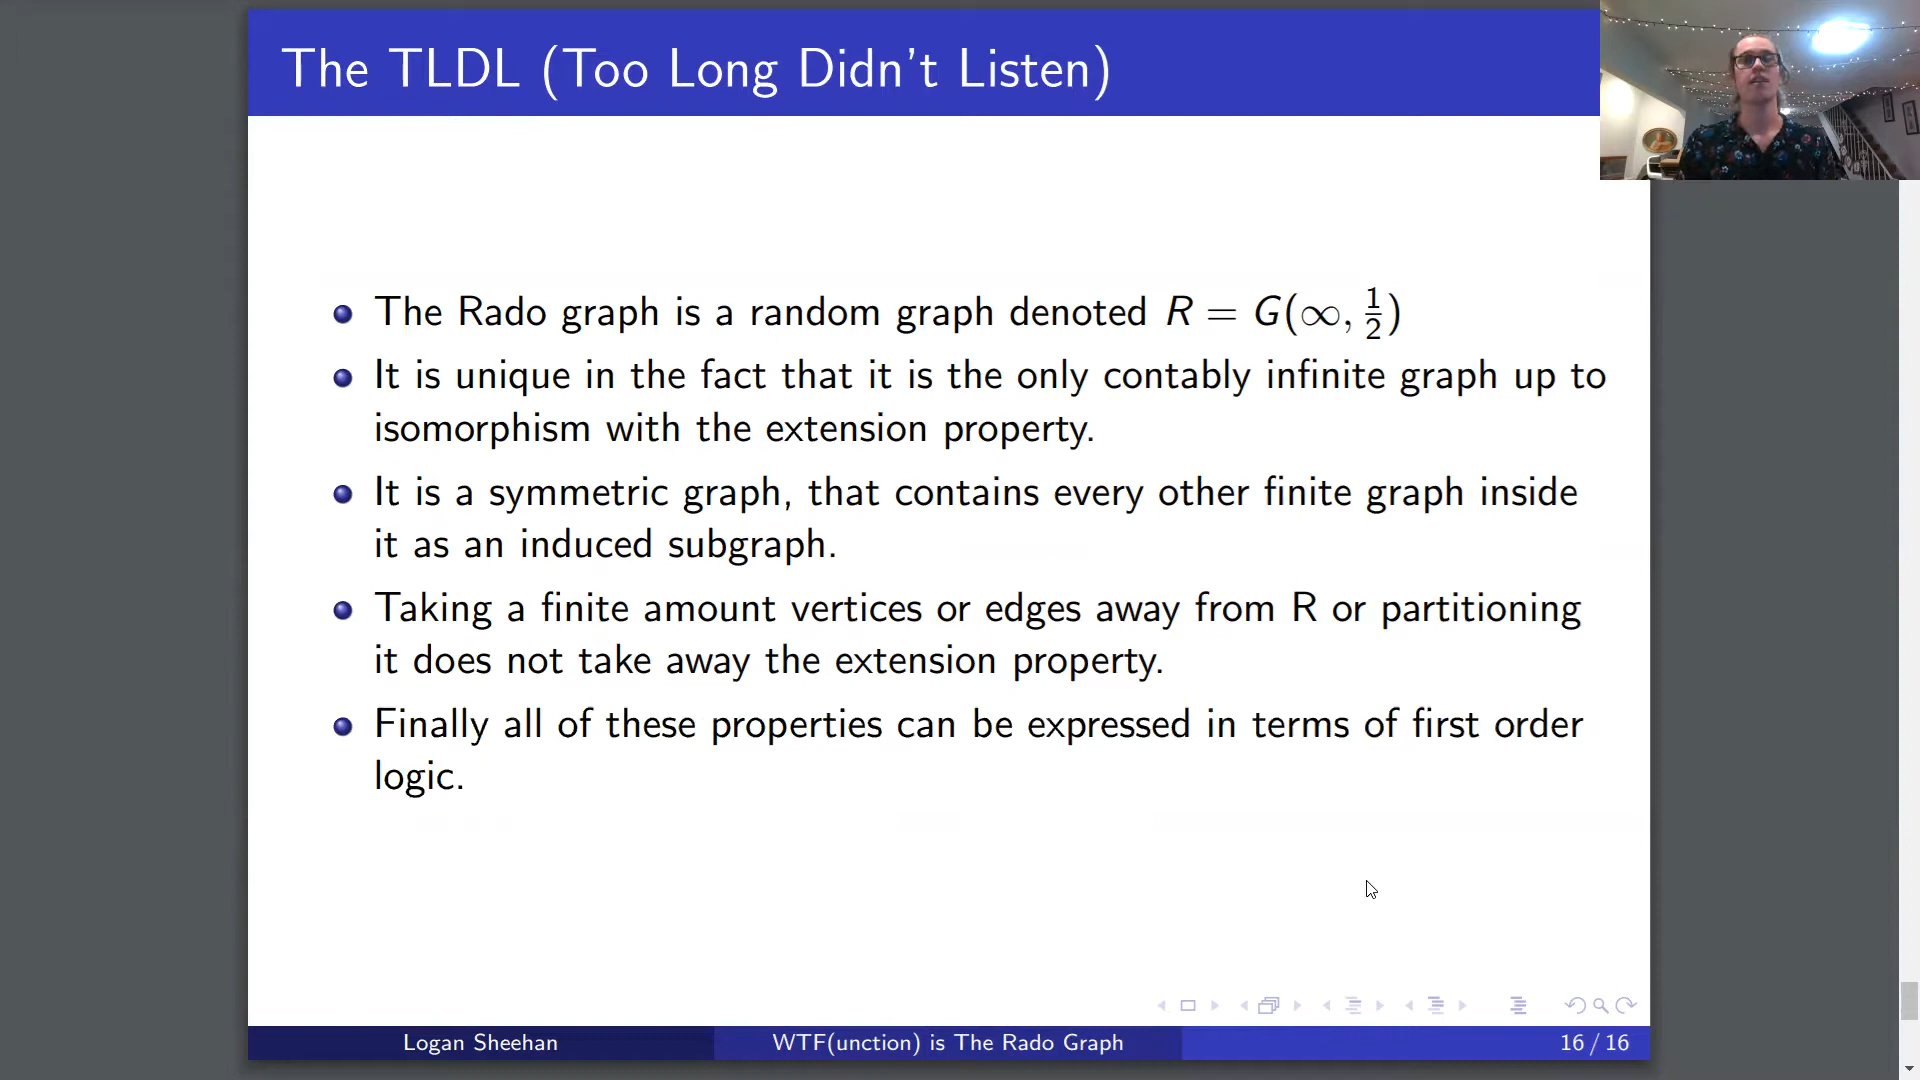 The TLDL (Too Long Didn't Listen)
The Rado graph is a random graph denoted R = G(∞, 1/2)
It is unique in the fact that it is the only contably infinite graph up to
isomorphism with the extension property.
It is a symmetric graph, that contains every other finite graph inside
it as an induced subgraph.
Taking a finite amount vertices or edges away from R or partitioning
it does not take away the extension property.
Finally all of these properties can be expressed in terms of first order
logic.
Logan Sheehan
WTF(unction) is The Rado Graph
16 / 16